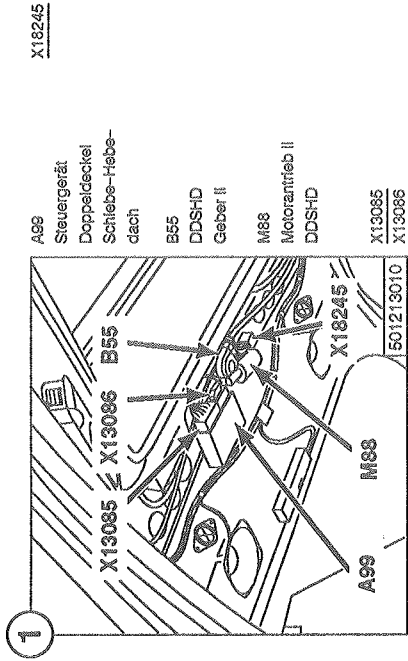 1
X13085
X13086
B55
A99
M88
X18245
501213010
A99
Steuergerät
Doppeldeckel
Schiebe-Hebe-
dach
B55
DDSHD
Geber II
M88
Motorantrieb II
DDSHD
X13085
X13086
X18245